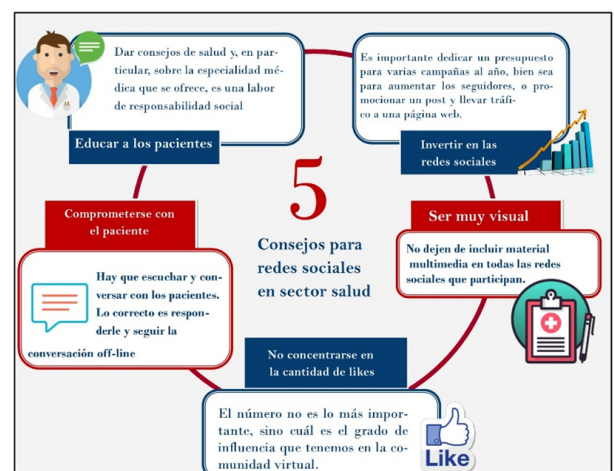 Dar consejos de salud y, en par-
ticular, sobre la especialidad mé-
dica que se ofrece, es una labor
de responsabilidad social
Educar a los pacientes
Es importante dedicar un presupuesto
para varias campañas al año, bien sea
para aumentar los seguidores, o pro-
mocionar un post y llevar tráfi-
co a una página web.
Invertir en las
redes sociales
5
Consejos para
redes sociales
en sector salud
Comprometerse con
el paciente
Hay que escuchar y con-
versar con los pacientes.
Lo correcto es respon-
derle y seguir la
conversación off-line
Ser muy visual
No dejen de incluir material
multimedia en todas las redes
sociales que participan.
No concentrarse en
la cantidad de likes
El número no es lo más impor-
tante, sino cuál es el grado de
influencia que tenemos en la co-
munidad virtual.
Like